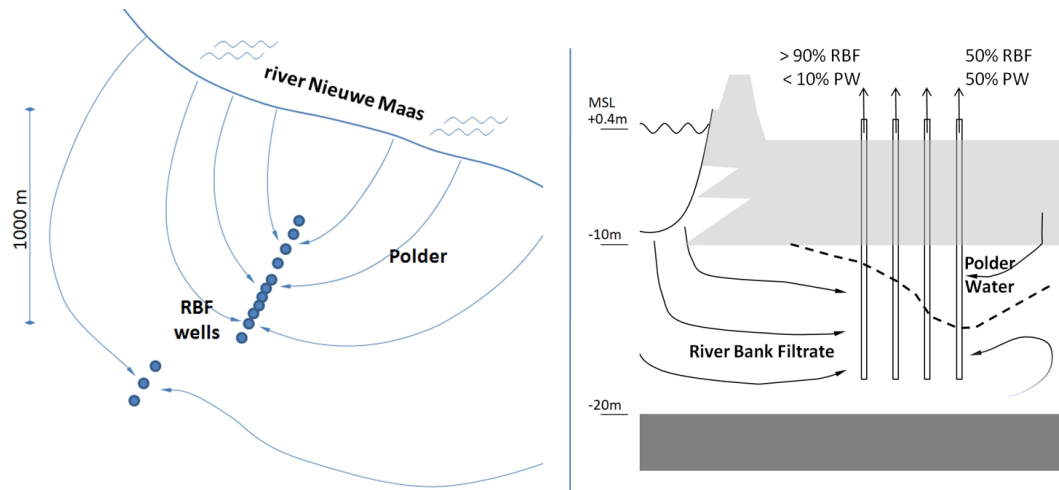 river Nieuwe Maas
1000 m
Polder
RBF
wells
> 90% RBF
< 10% PW
50% RBF
50% PW
MSL
+0.4m
-10m
Polder
Water
River Bank Filtrate
-20m